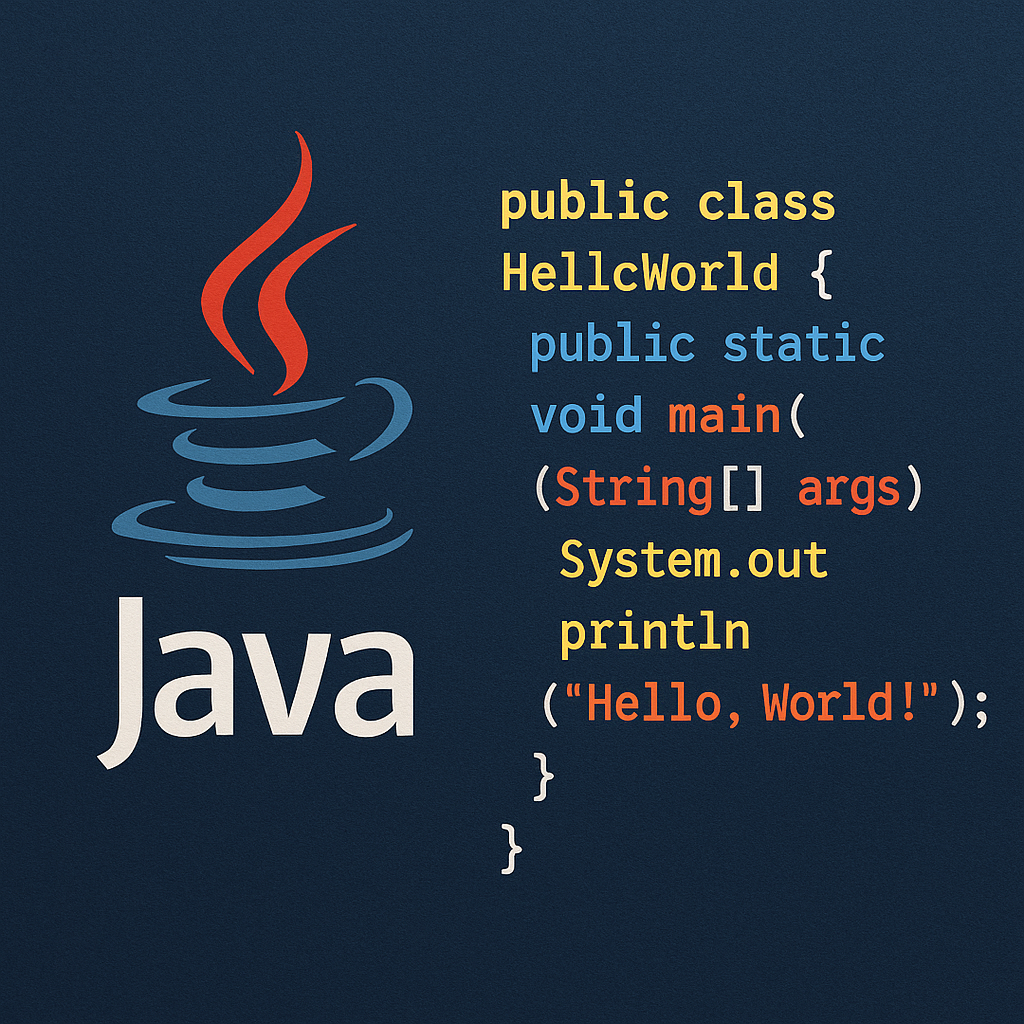 Java
public class
HellcWorld {
public static
void main(
(String[] args)
System.out
println
(“Hello, World!”);
}
}